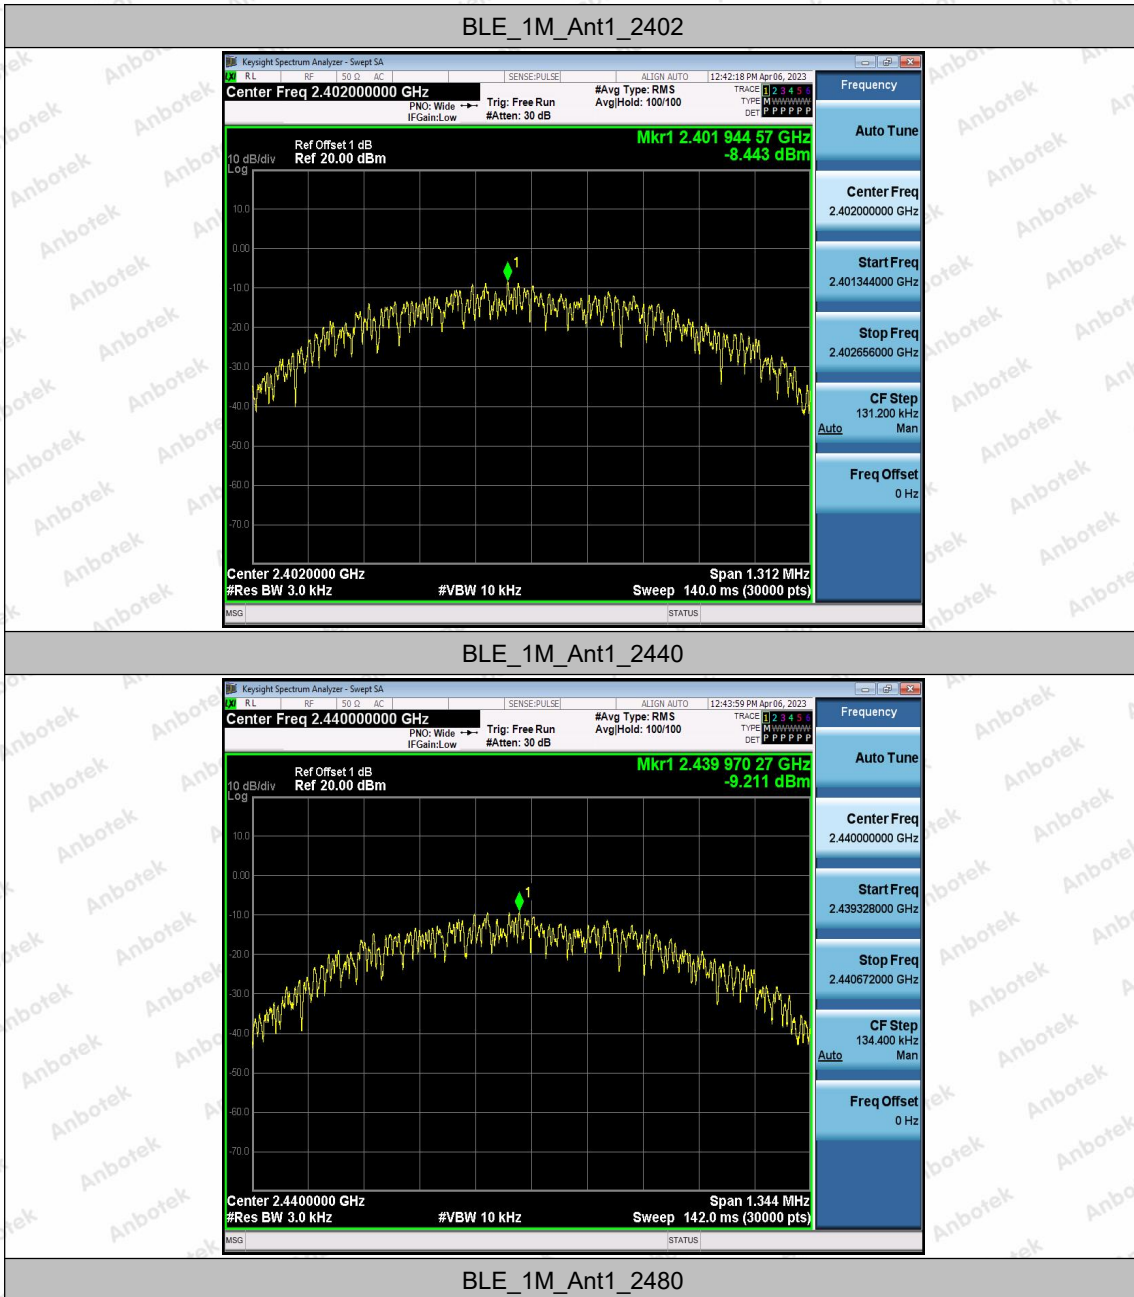 BLE_1M_Ant1_2402
Keysight Spectrum Analyzer - Swept SA
LXI RL RF 50 Ω AC SENSE:PULSE ALIGN AUTO 12:42:18 PM Apr 06, 2023
Center Freq 2.402000000 GHz
PNO: Wide
IFGain:Low
Trig: Free Run
#Atten: 30 dB
#Avg Type: RMS
Avg|Hold: 100/100
TRACE 1 2 3 4 5 6
TYPE M WWWWW
DET P P P P P P
Frequency
Auto Tune
Center Freq
2.402000000 GHz
Start Freq
2.401344000 GHz
Stop Freq
2.402656000 GHz
CF Step
131.200 kHz
Auto Man
Freq Offset
0 Hz
Mkr1 2.401 944 57 GHz
-8.443 dBm
Ref Offset 1 dB
10 dB/div Ref 20.00 dBm
Log
10.0
0.00
-10.0
-20.0
-30.0
-40.0
-50.0
-60.0
-70.0
1
Center 2.4020000 GHz Span 1.312 MHz
#Res BW 3.0 kHz #VBW 10 kHz Sweep 140.0 ms (30000 pts)
MSG STATUS
BLE_1M_Ant1_2440
Keysight Spectrum Analyzer - Swept SA
LXI RL RF 50 Ω AC SENSE:PULSE ALIGN AUTO 12:43:59 PM Apr 06, 2023
Center Freq 2.440000000 GHz
PNO: Wide
IFGain:Low
Trig: Free Run
#Atten: 30 dB
#Avg Type: RMS
Avg|Hold: 100/100
TRACE 1 2 3 4 5 6
TYPE M WWWWW
DET P P P P P P
Frequency
Auto Tune
Center Freq
2.440000000 GHz
Start Freq
2.439328000 GHz
Stop Freq
2.440672000 GHz
CF Step
134.400 kHz
Auto Man
Freq Offset
0 Hz
Mkr1 2.439 970 27 GHz
-9.211 dBm
Ref Offset 1 dB
10 dB/div Ref 20.00 dBm
Log
10.0
0.00
-10.0
-20.0
-30.0
-40.0
-50.0
-60.0
-70.0
1
Center 2.4400000 GHz Span 1.344 MHz
#Res BW 3.0 kHz #VBW 10 kHz Sweep 142.0 ms (30000 pts)
MSG STATUS
BLE_1M_Ant1_2480
Anbotek